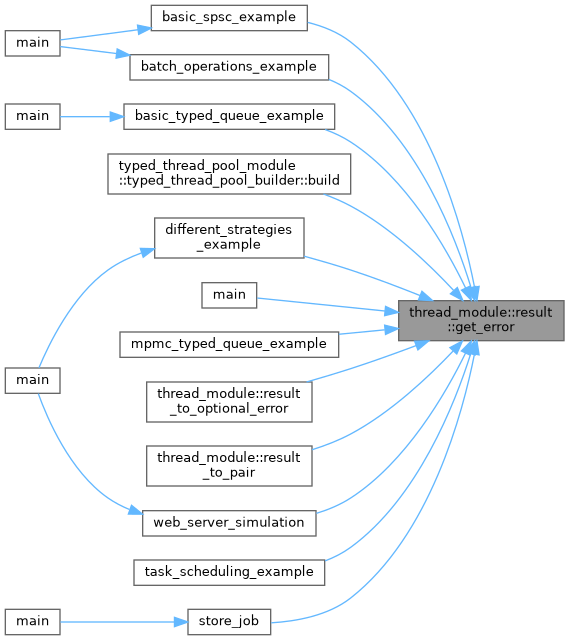 basic_spsc_example
main
batch_operations_example
main
basic_typed_queue_example
typed_thread_pool_module
::typed_thread_pool_builder::build
different_strategies
_example
main
thread_module::result
::get_error
mpmc_typed_queue_example
main
thread_module::result
_to_optional_error
thread_module::result
_to_pair
web_server_simulation
task_scheduling_example
main
store_job